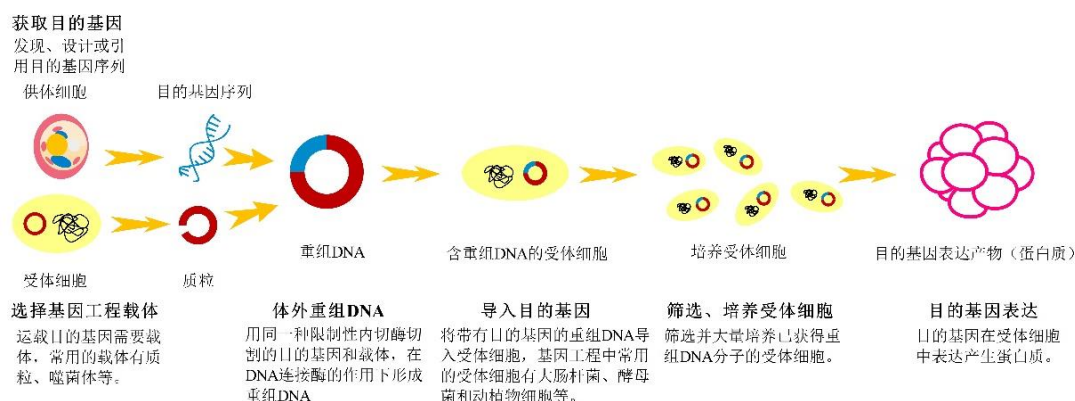 获取目的基因
发现、设计或引
用目的基因序列
供体细胞
目的基因序列
受体细胞
质粒
重组DNA
含重组DNA的受体细胞
培养受体细胞
目的基因表达产物（蛋白质）
选择基因工程载体
运载目的基因需要载
体，常用的载体有质
粒、噬菌体等。
体外重组DNA
用同一种限制性内切酶切
割的目的基因和载体，在
DNA连接酶的作用下形成
重组DNA
导入目的基因
将带有目的基因的重组DNA导
入受体细胞，基因工程中常用
的受体细胞有大肠杆菌、酵母
菌和动植物细胞等。
筛选、培养受体细胞
筛选并大量培养已获得重
组DNA分子的受体细胞。
目的基因表达
目的基因在受体细胞
中表达产生蛋白质。